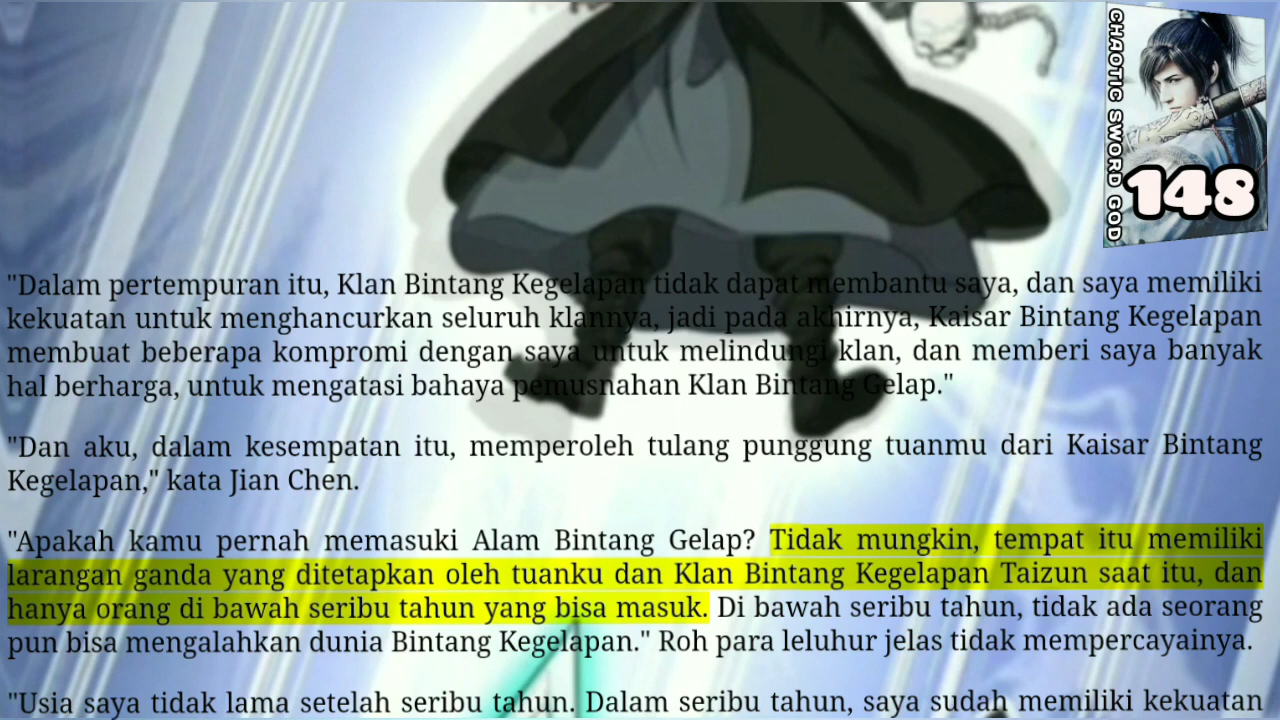 CHAOTIC SWORD GOD
148
"Dalam pertempuran itu, Klan Bintang Kegelapan tidak dapat membantu saya, dan saya memiliki
kekuatan untuk menghancurkan seluruh klannya, jadi pada akhirnya, Kaisar Bintang Kegelapan
membuat beberapa kompromi dengan saya untuk melindungi klan, dan memberi saya banyak
hal berharga, untuk mengatasi bahaya pemusnahan Klan Bintang Gelap."
"Dan aku, dalam kesempatan itu, memperoleh tulang punggung tuanmu dari Kaisar Bintang
Kegelapan," kata Jian Chen.
"Apakah kamu pernah memasuki Alam Bintang Gelap? Tidak mungkin, tempat itu memiliki
larangan ganda yang ditetapkan oleh tuanku dan Klan Bintang Kegelapan Taizun saat itu, dan
hanya orang di bawah seribu tahun yang bisa masuk. Di bawah seribu tahun, tidak ada seorang
pun bisa mengalahkan dunia Bintang Kegelapan." Roh para leluhur jelas tidak mempercayainya.
"Usia saya tidak lama setelah seribu tahun. Dalam seribu tahun, saya sudah memiliki kekuatan